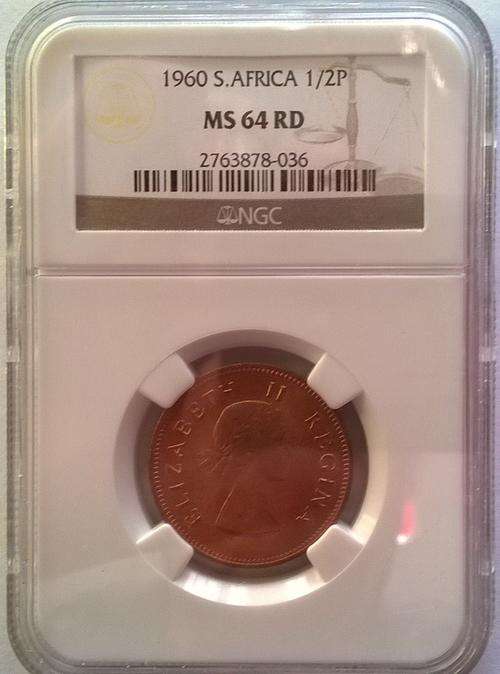 1960 S.AFRICA 1/2P
MS 64 RD
2763878-036
NGC
ELIZABETH II REGINA